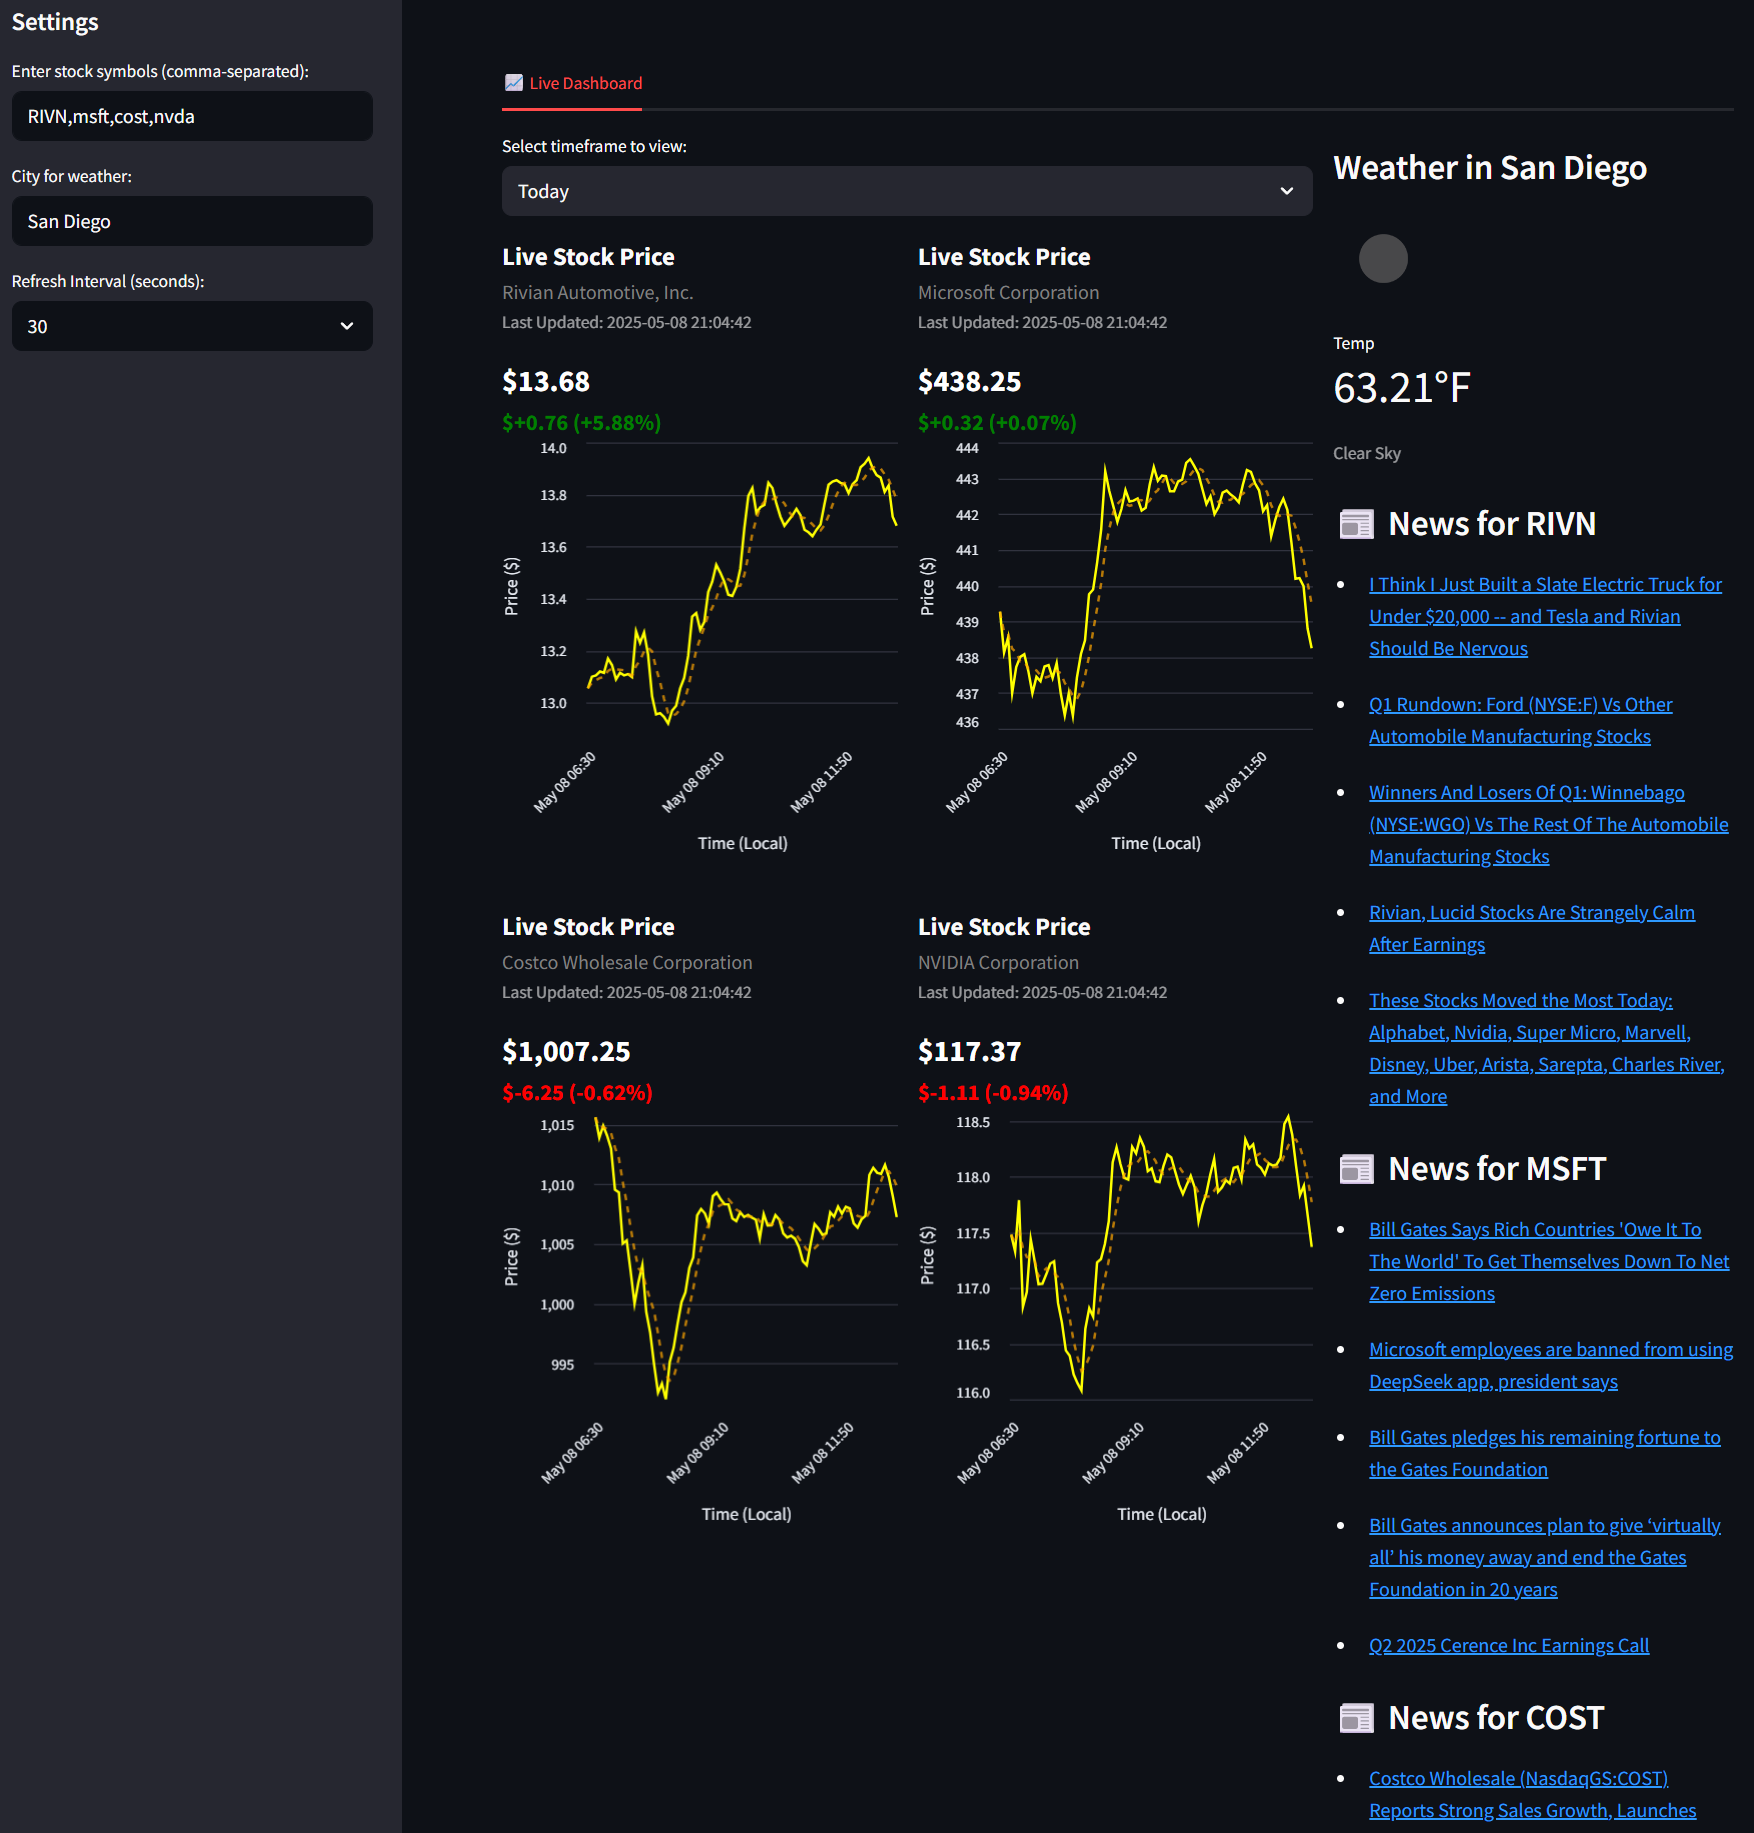 Settings
Enter stock symbols (comma-separated):
RIVN,msft,cost,nvda
City for weather:
San Diego
Refresh Interval (seconds):
30
Live Dashboard
Select timeframe to view:
Today
Live Stock Price
Rivian Automotive, Inc.
Last Updated: 2025-05-08 21:04:42
$13.68
$+0.76 (+5.88%)
14.0
13.8
13.6
13.4
13.2
13.0
Price ($)
May 08 06:30
May 08 09:10
May 08 11:50
Time (Local)
Live Stock Price
Microsoft Corporation
Last Updated: 2025-05-08 21:04:42
$438.25
$+0.32 (+0.07%)
444
443
442
441
440
439
438
437
436
Price ($)
May 08 06:30
May 08 09:10
May 08 11:50
Time (Local)
Live Stock Price
Costco Wholesale Corporation
Last Updated: 2025-05-08 21:04:42
$1,007.25
$-6.25 (-0.62%)
1,015
1,010
1,005
1,000
995
Price ($)
May 08 06:30
May 08 09:10
May 08 11:50
Time (Local)
Live Stock Price
NVIDIA Corporation
Last Updated: 2025-05-08 21:04:42
$117.37
$-1.11 (-0.94%)
118.5
118.0
117.5
117.0
116.5
116.0
Price ($)
May 08 06:30
May 08 09:10
May 08 11:50
Time (Local)
Weather in San Diego
Temp
63.21°F
Clear Sky
News for RIVN
I Think I Just Built a Slate Electric Truck for
Under $20,000 -- and Tesla and Rivian
Should Be Nervous
Q1 Rundown: Ford (NYSE:F) Vs Other
Automobile Manufacturing Stocks
Winners And Losers Of Q1: Winnebago
(NYSE:WGO) Vs The Rest Of The Automobile
Manufacturing Stocks
Rivian, Lucid Stocks Are Strangely Calm
After Earnings
These Stocks Moved the Most Today:
Alphabet, Nvidia, Super Micro, Marvell,
Disney, Uber, Arista, Sarepta, Charles River,
and More
News for MSFT
Bill Gates Says Rich Countries 'Owe It To
The World' To Get Themselves Down To Net
Zero Emissions
Microsoft employees are banned from using
DeepSeek app, president says
Bill Gates pledges his remaining fortune to
the Gates Foundation
Bill Gates announces plan to give ‘virtually
all’ his money away and end the Gates
Foundation in 20 years
Q2 2025 Cerence Inc Earnings Call
News for COST
Costco Wholesale (NasdaqGS:COST)
Reports Strong Sales Growth, Launches